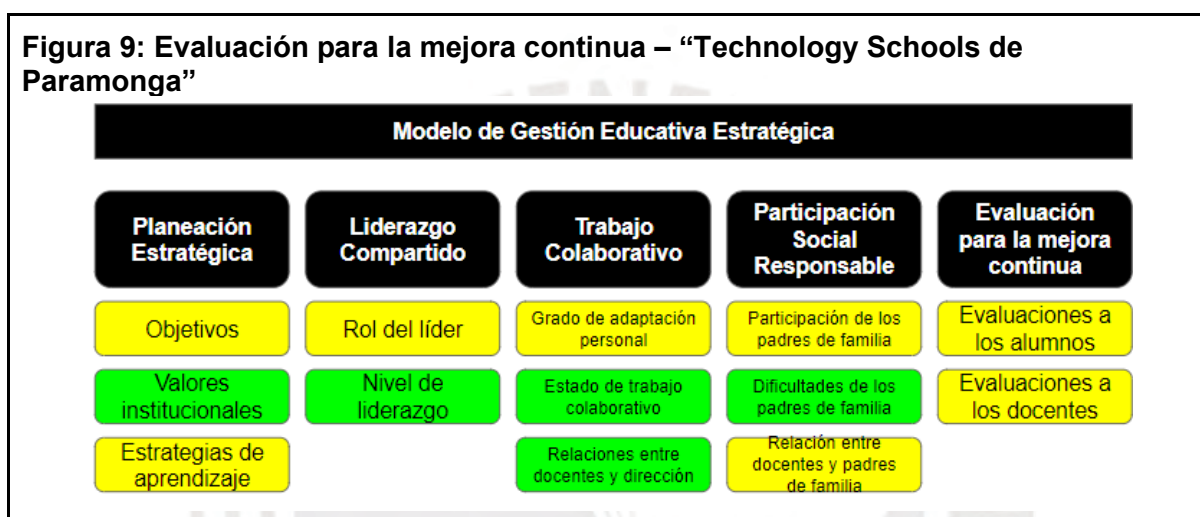 Figura 9: Evaluación para la mejora continua – “Technology Schools de
Paramonga”
Modelo de Gestión Educativa Estratégica
Planeación
Estratégica
Objetivos
Valores
institucionales
Estrategias de
aprendizaje
Liderazgo
Compartido
Rol del líder
Nivel de
liderazgo
Trabajo
Colaborativo
Grado de adaptación
personal
Estado de trabajo
colaborativo
Relaciones entre
docentes y dirección
Participación
Social
Responsable
Participación de los
padres de familia
Dificultades de los
padres de familia
Relación entre
docentes y padres
de familia
Evaluación
para la mejora
continua
Evaluaciones a
los alumnos
Evaluaciones a
los docentes